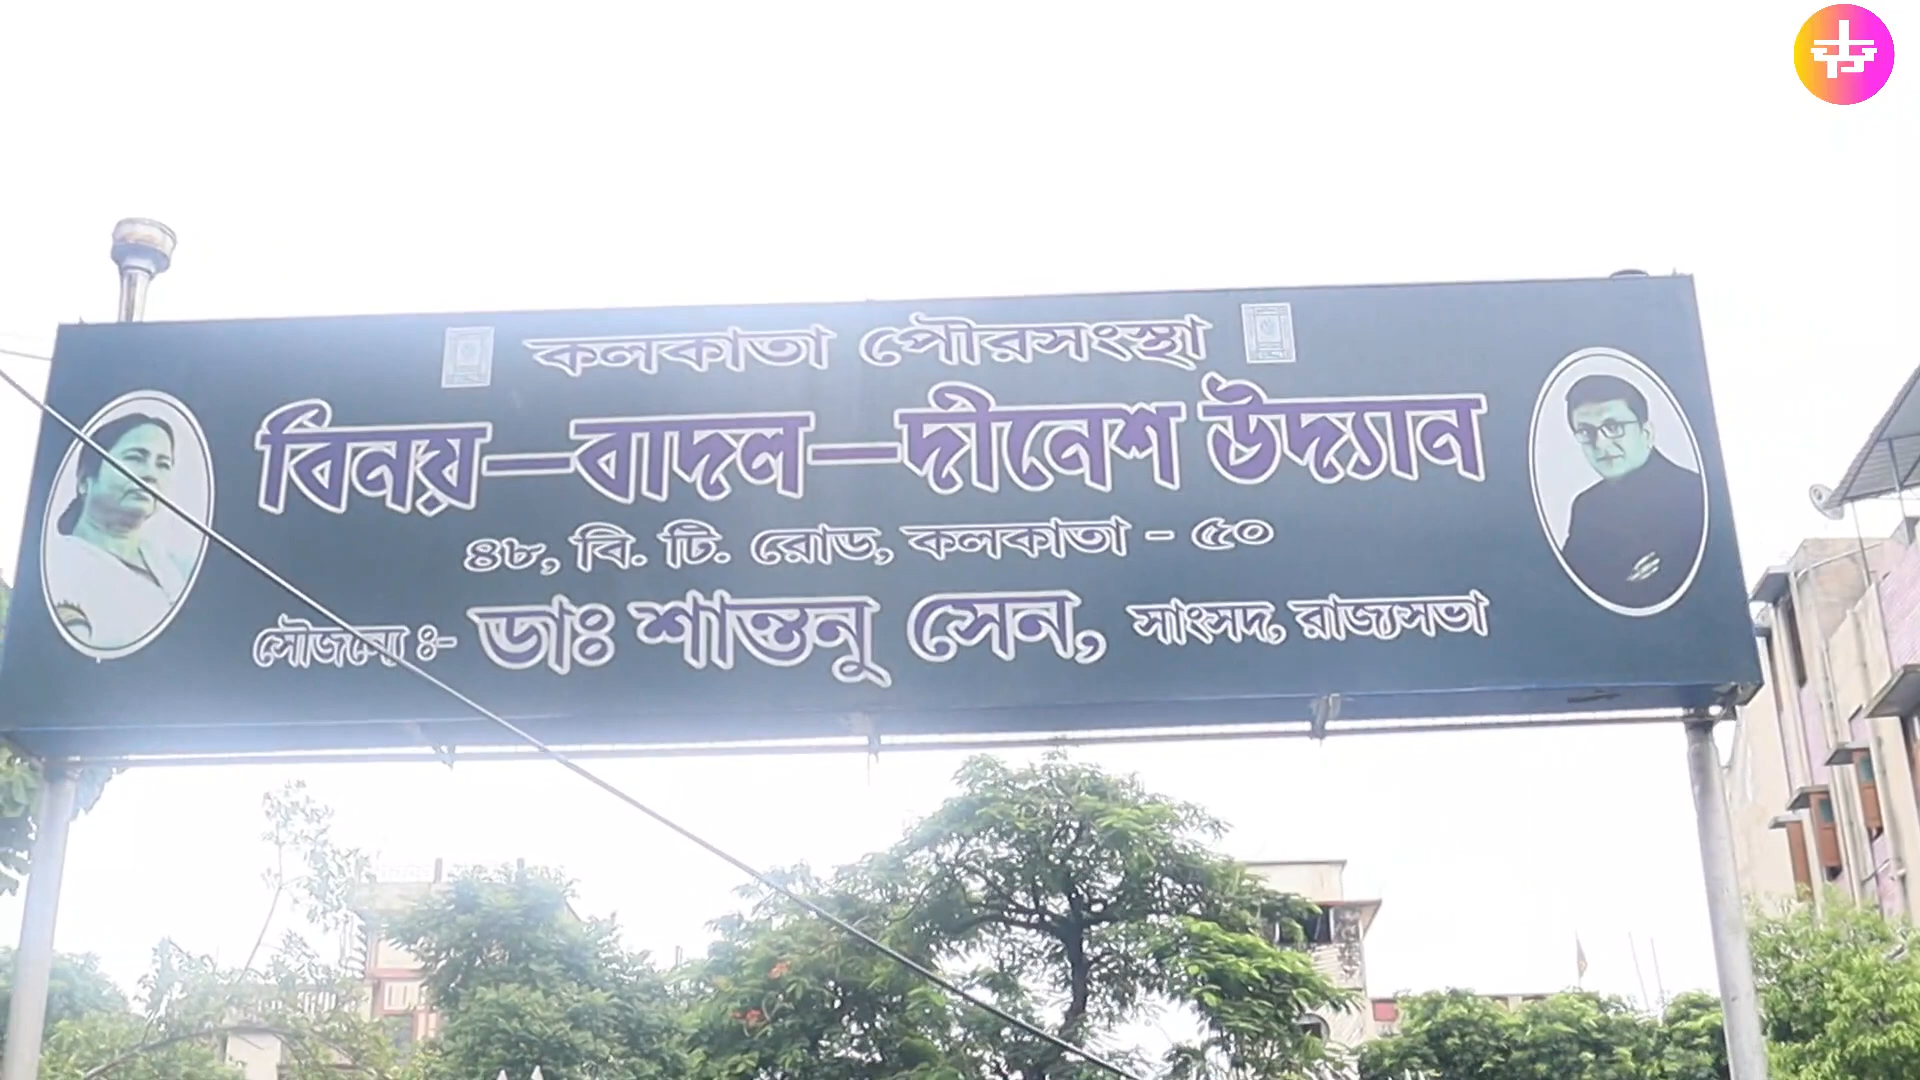 কলকাতা পৌরসংস্থা
বিনয়—বাদল—দীনেশ উদ্যান
৪৮, বি. টি. রোড, কলকাতা - ৫০
সৌজন্যে ঃ- ডাঃ শান্তনু সেন, সাংসদ, রাজ্যসভা